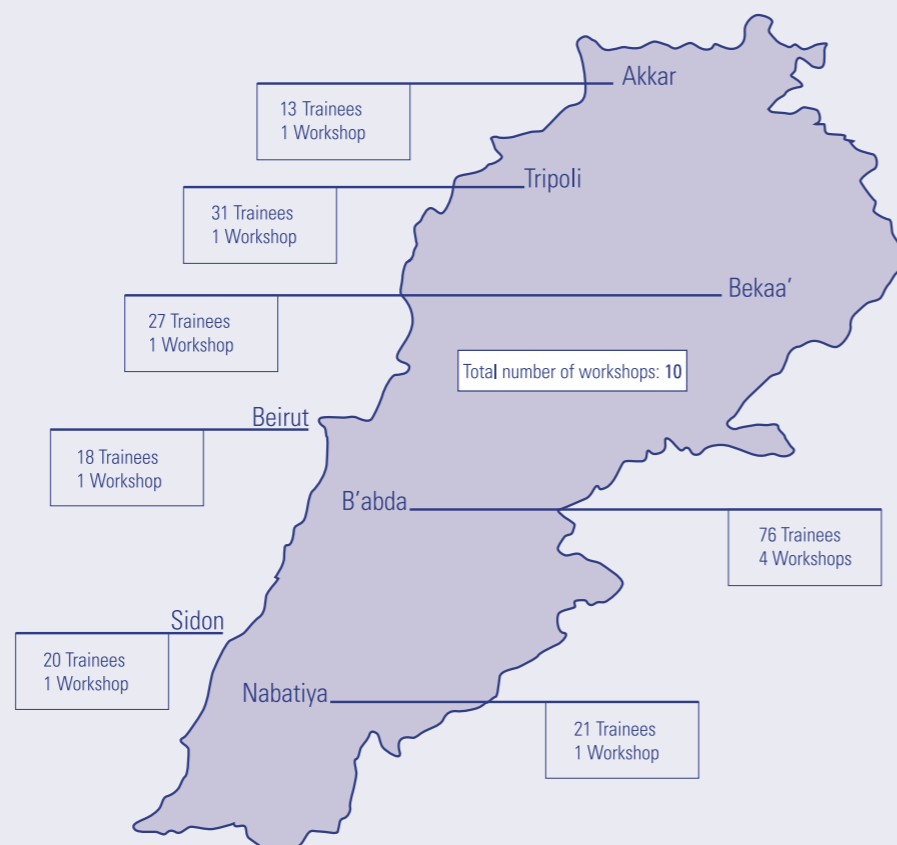 Akkar
13 Trainees
1 Workshop
Tripoli
31 Trainees
1 Workshop
Bekaa’
27 Trainees
1 Workshop
Total number of workshops: 10
Beirut
18 Trainees
1 Workshop
B’abda
76 Trainees
4 Workshops
Sidon
20 Trainees
1 Workshop
Nabatiya
21 Trainees
1 Workshop